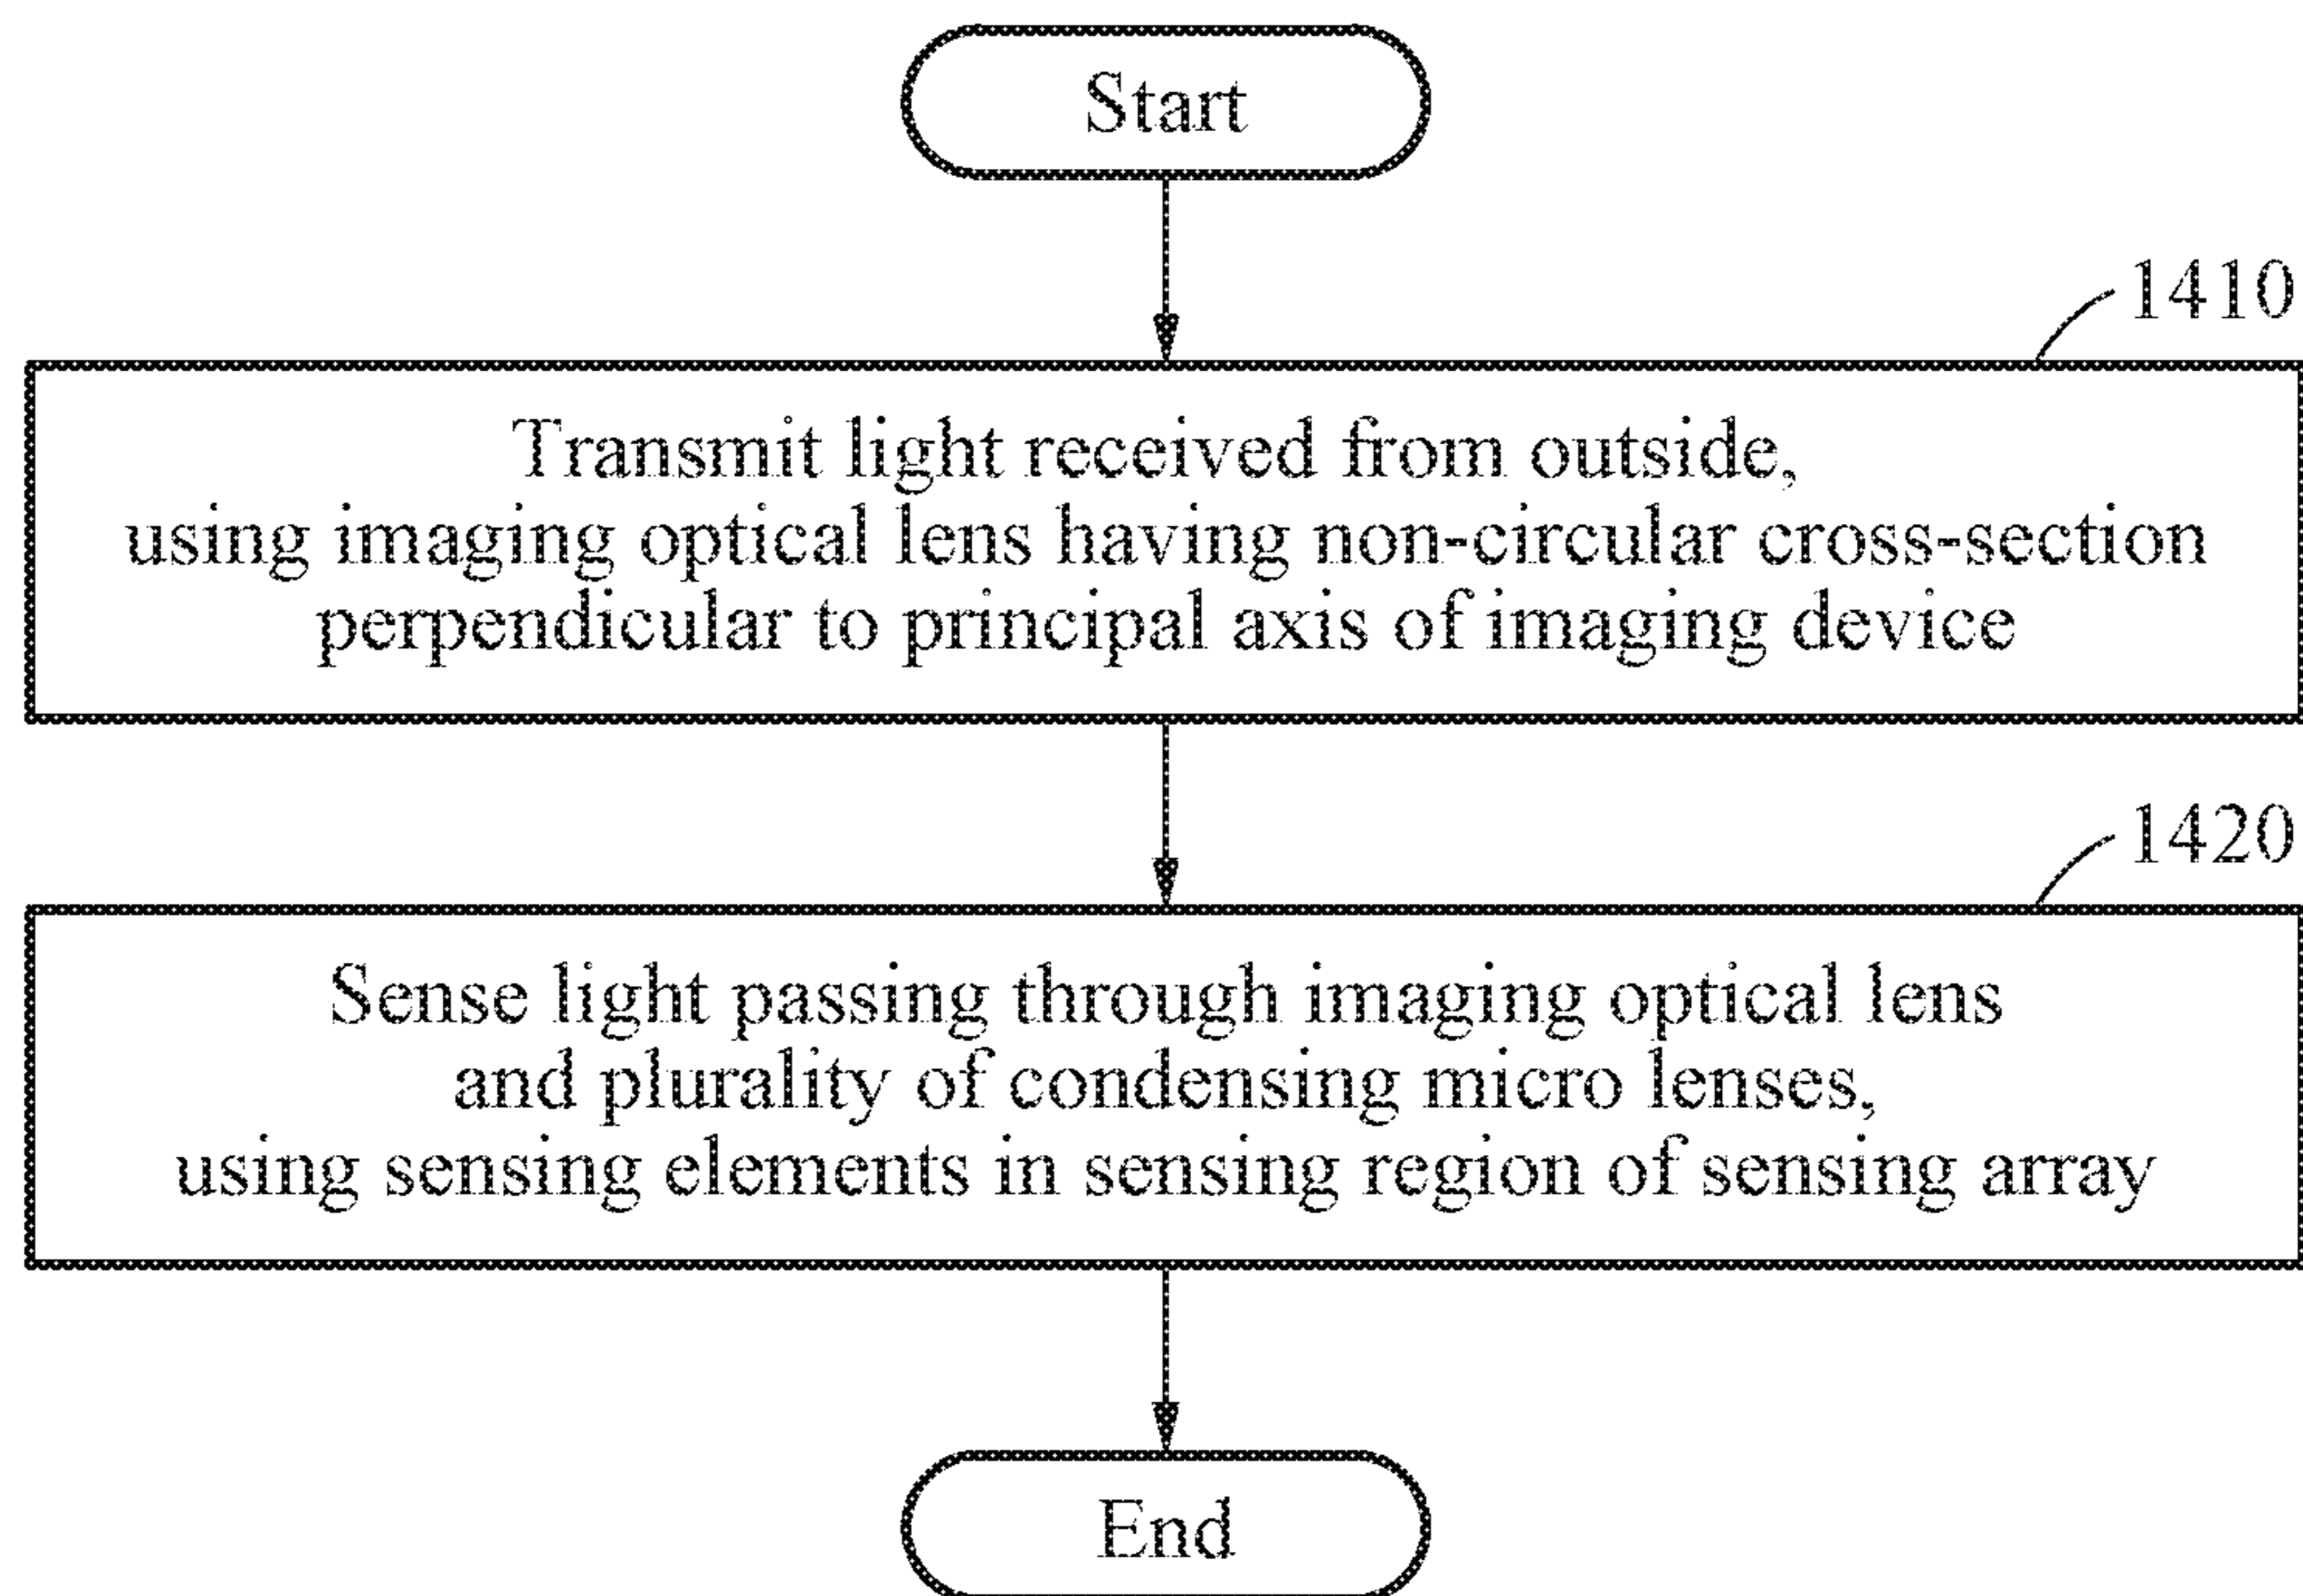 Start
1410
Transmit light received from outside,
using imaging optical lens having non-circular cross-section
perpendicular to principal axis of imaging device
1420
Sense light passing through imaging optical lens
and plurality of condensing micro lenses,
using sensing elements in sensing region of sensing array
End